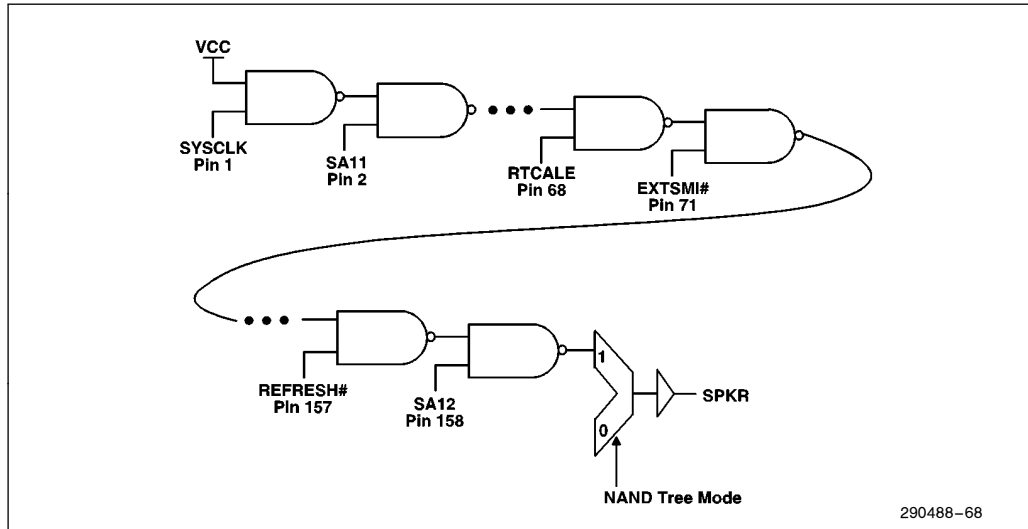 VCC
SYSCLK
Pin 1
SA11
Pin 2
RTCALE
Pin 68
EXTSMI#
Pin 71
REFRESH#
Pin 157
SA12
Pin 158
1
0
SPKR
NAND Tree Mode
290488–68